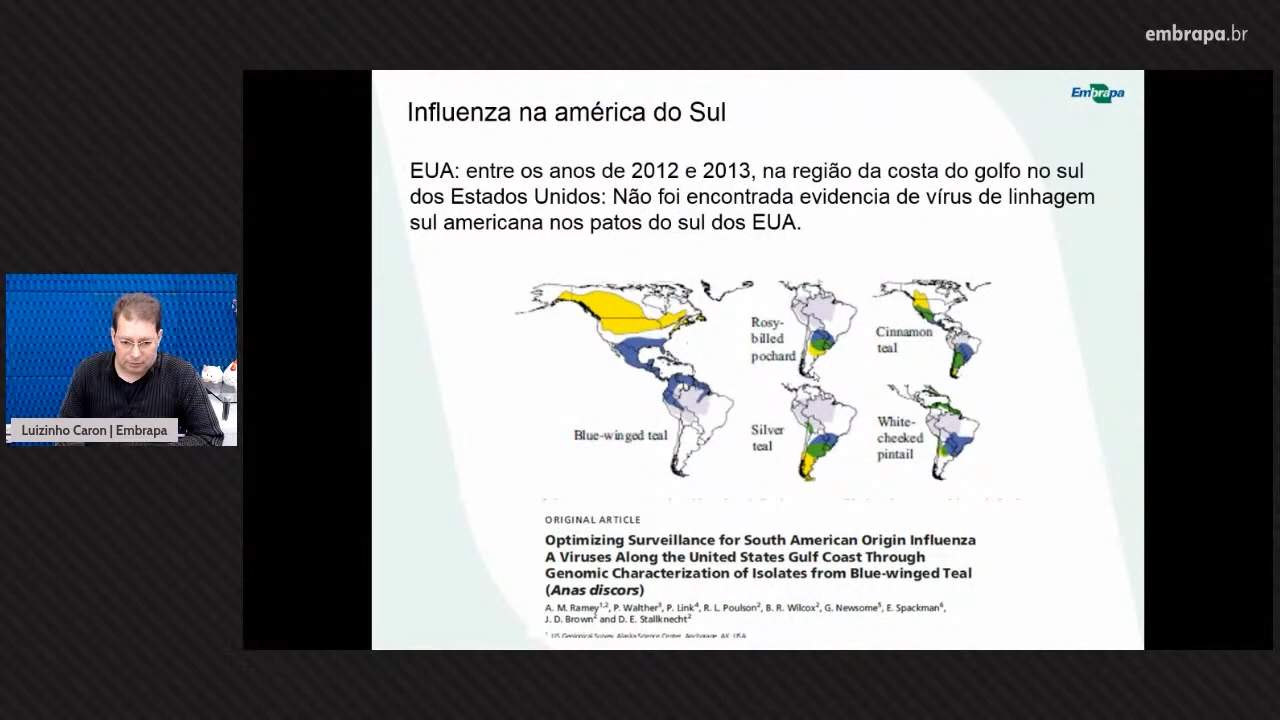 embrapa.br
Embrapa
Influenza na américa do Sul
EUA: entre os anos de 2012 e 2013, na região da costa do golfo no sul
dos Estados Unidos: Não foi encontrada evidencia de vírus de linhagem
sul americana nos patos do sul dos EUA.
Rosy-
billed
pochard
Cinnamon
teal
Blue-winged teal
Silver
teal
White-
cheeked
pintail
Luizinho Caron | Embrapa
ORIGINAL ARTICLE
Optimizing Surveillance for South American Origin Influenza
A Viruses Along the United States Gulf Coast Through
Genomic Characterization of Isolates from Blue-winged Teal
(Anas discors)
A. M. Ramey1,2, P. Walther3, P. Link4, R. L. Poulson2, B. R. Wilcox2, G. Newsome5, E. Spackman6,
J. D. Brown2 and D. E. Stallknecht2
1 US Geological Survey, Alaska Science Center, Anchorage, AK, USA